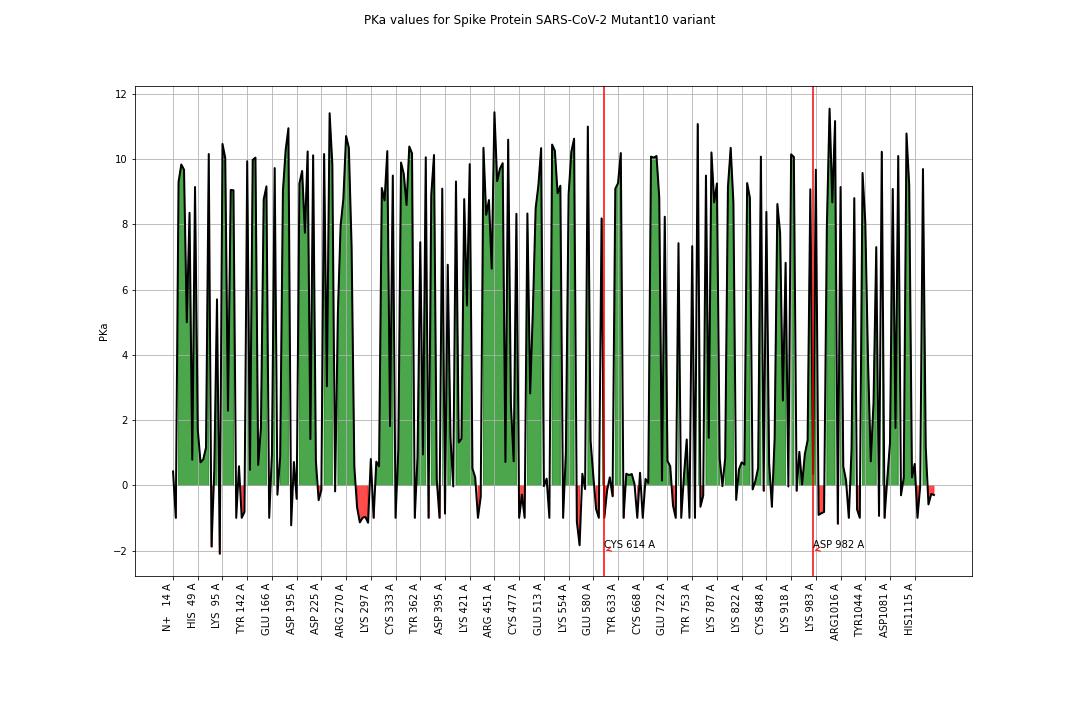 PKa values for Spike Protein SARS-CoV-2 Mutant10 variant
12
10
8
6
4
2
0
−2
PKa
CYS 614 A
ASP 982 A
N+   14 A
HIS  49 A
LYS  95 A
TYR 142 A
GLU 166 A
ASP 195 A
ASP 225 A
ARG 270 A
LYS 297 A
CYS 333 A
TYR 362 A
ASP 395 A
LYS 421 A
ARG 451 A
CYS 477 A
GLU 513 A
LYS 554 A
GLU 580 A
TYR 633 A
CYS 668 A
GLU 722 A
TYR 753 A
LYS 787 A
LYS 822 A
CYS 848 A
LYS 918 A
LYS 983 A
ARG1016 A
TYR1044 A
ASP1081 A
HIS1115 A